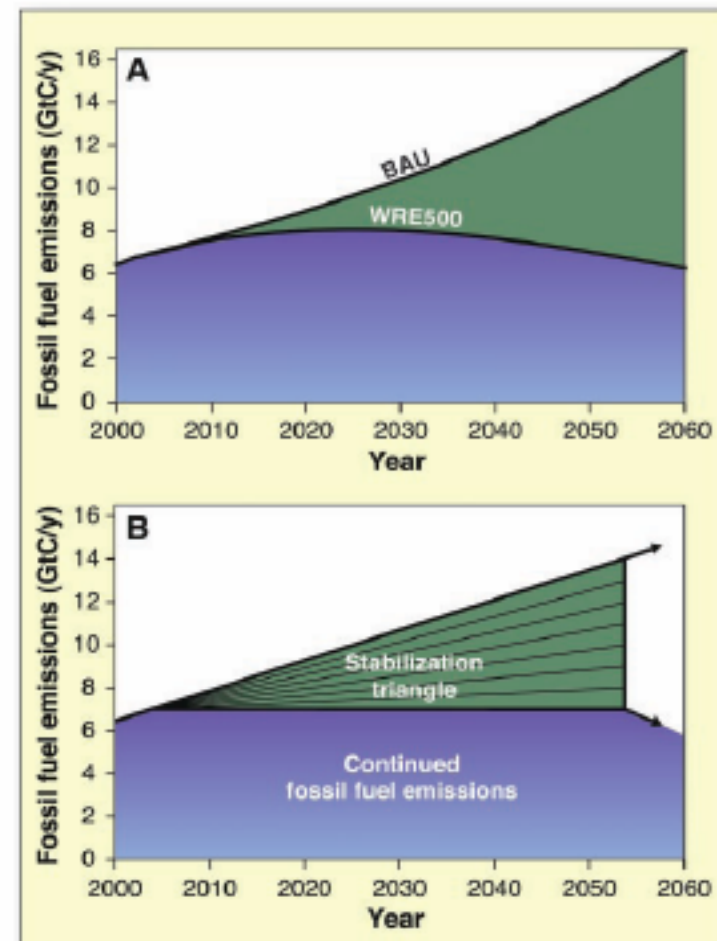 A
Fossil fuel emissions (GtC/y)
16
14
12
10
8
6
4
2
0
BAU
WRE500
2000 2010 2020 2030 2040 2050 2060
Year
B
Fossil fuel emissions (GtC/y)
16
14
12
10
8
6
4
2
0
Stabilization
triangle
Continued
fossil fuel emissions
2000 2010 2020 2030 2040 2050 2060
Year